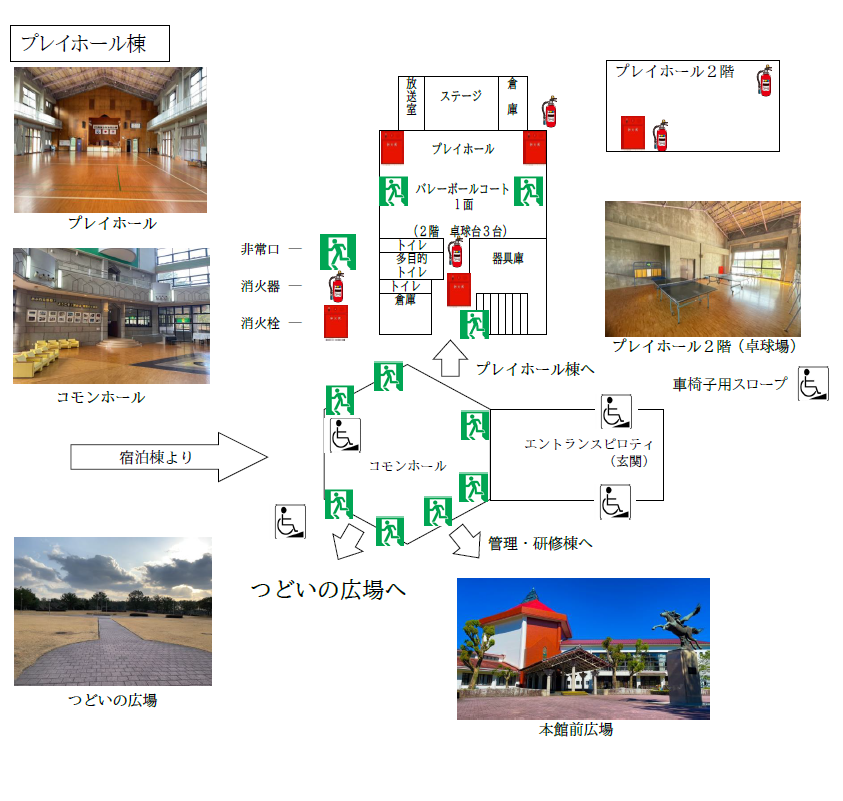 プレイホール棟
放送室
ステージ
倉庫
プレイホール
バレーボールコート
１面
（２階　卓球台３台）
トイレ
多目的
トイレ
トイレ
倉庫
器具庫
プレイホール２階
プレイホール
非常口 ―
消火器 ―
消火栓 ―
コモンホール
プレイホール棟へ
プレイホール２階（卓球場）
車椅子用スロープ
宿泊棟より
コモンホール
エントランスピロティ
（玄関）
管理・研修棟へ
つどいの広場へ
つどいの広場
本館前広場